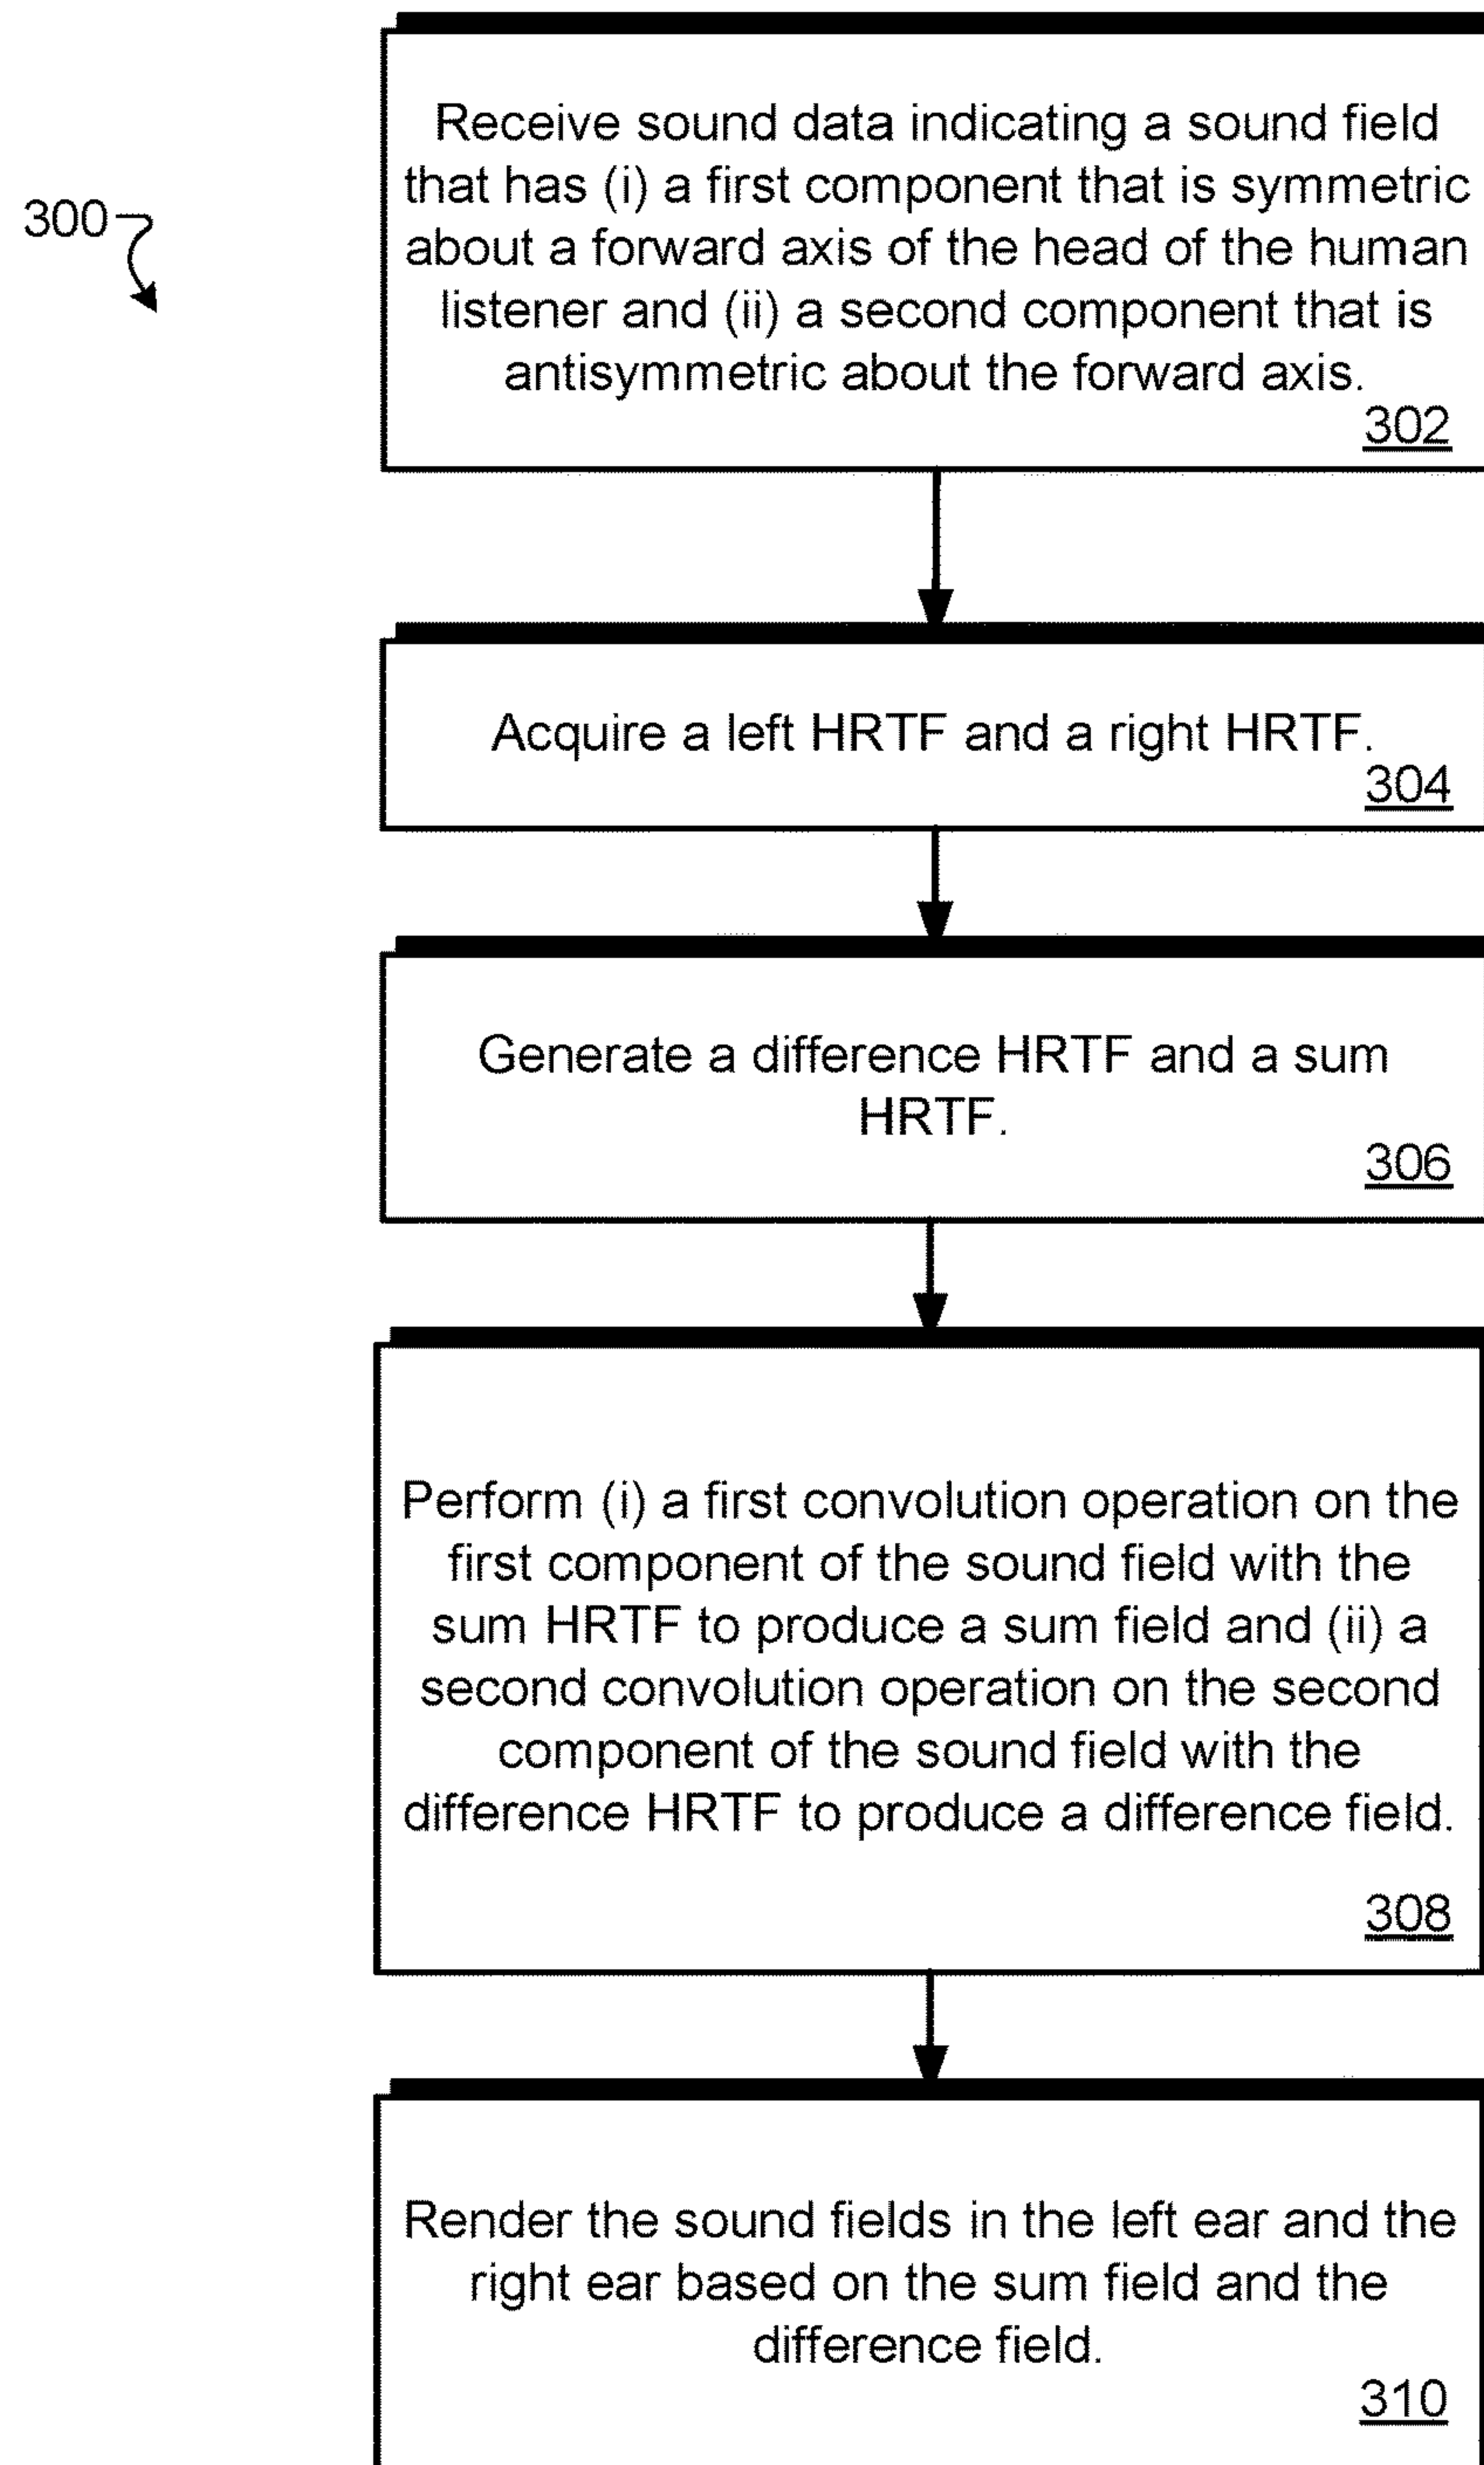 Receive sound data indicating a sound field
that has (i) a first component that is symmetric
300
about a forward axis of the head of the human
listener and (ii) a second component that is
antisymmetric about the forward axis.
302
Acquire a left HRTF and a right HRTF.
304
Generate a difference HRTF and a sum
HRTF.
306
Perform (i) a first convolution operation on the
first component of the sound field with the
sum HRTF to produce a sum field and (ii) a
second convolution operation on the second
component of the sound field with the
difference HRTF to produce a difference field.
308
Render the sound fields in the left ear and the
right ear based on the sum field and the
difference field.
310